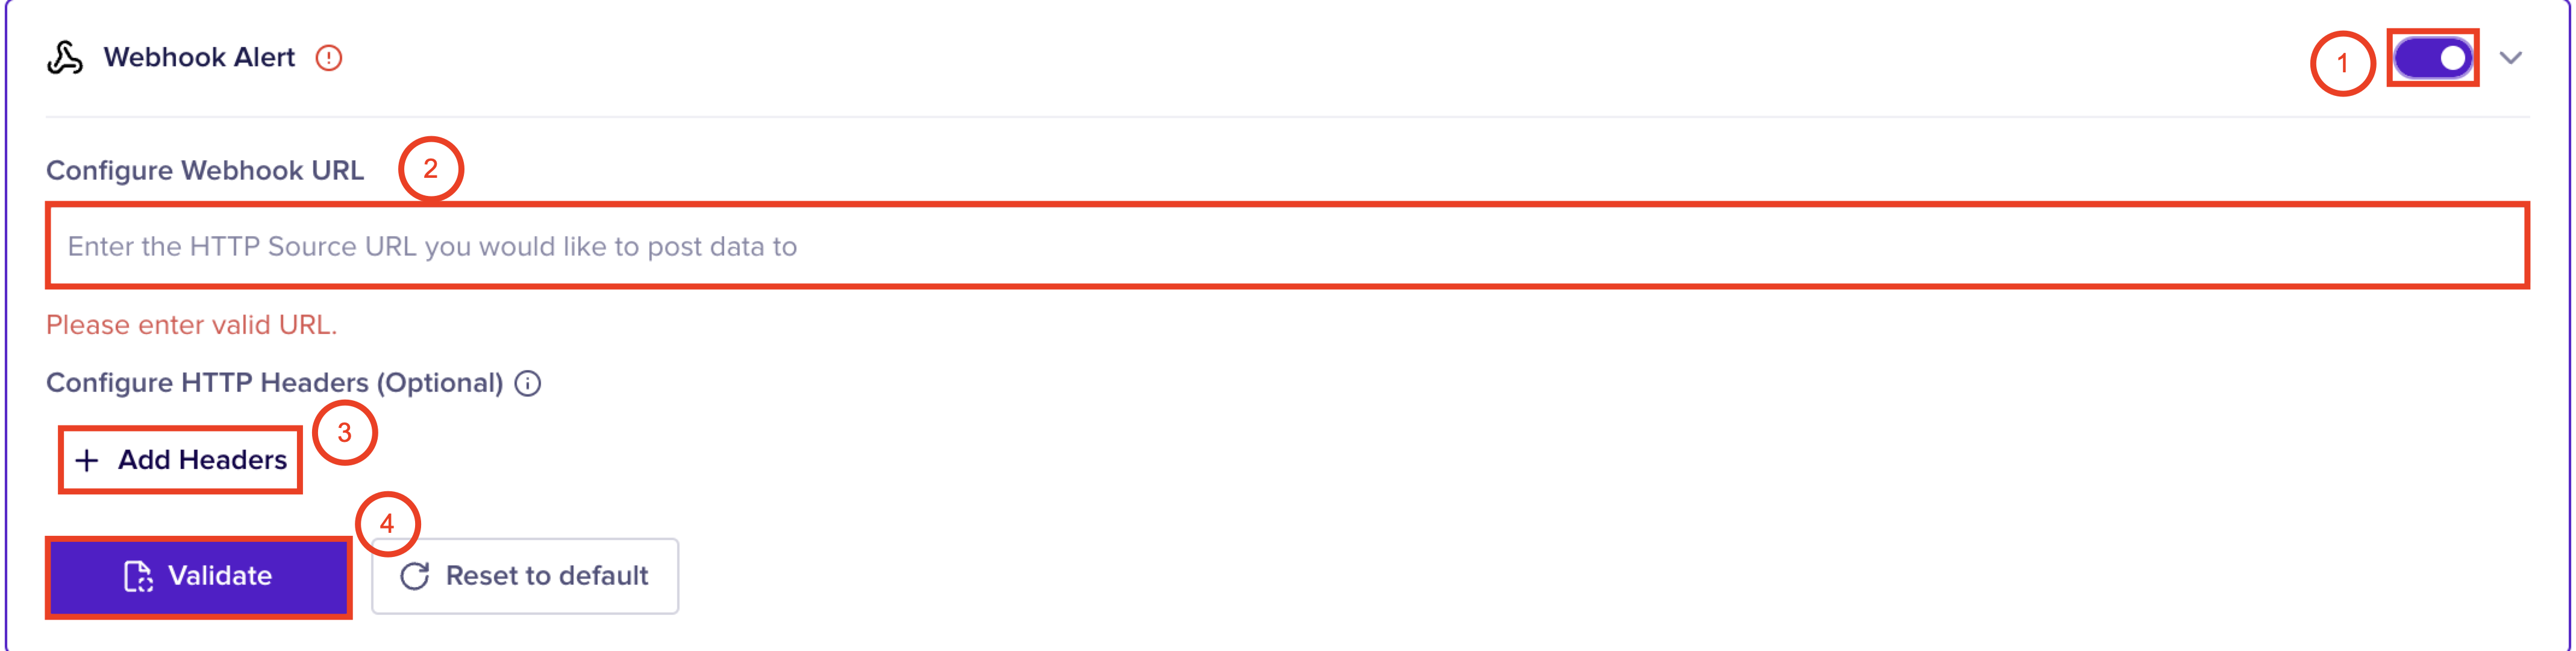 Webhook Alert
1
Configure Webhook URL 2
Enter the HTTP Source URL you would like to post data to
Please enter valid URL.
Configure HTTP Headers (Optional)
3
+ Add Headers
4
Validate Reset to default